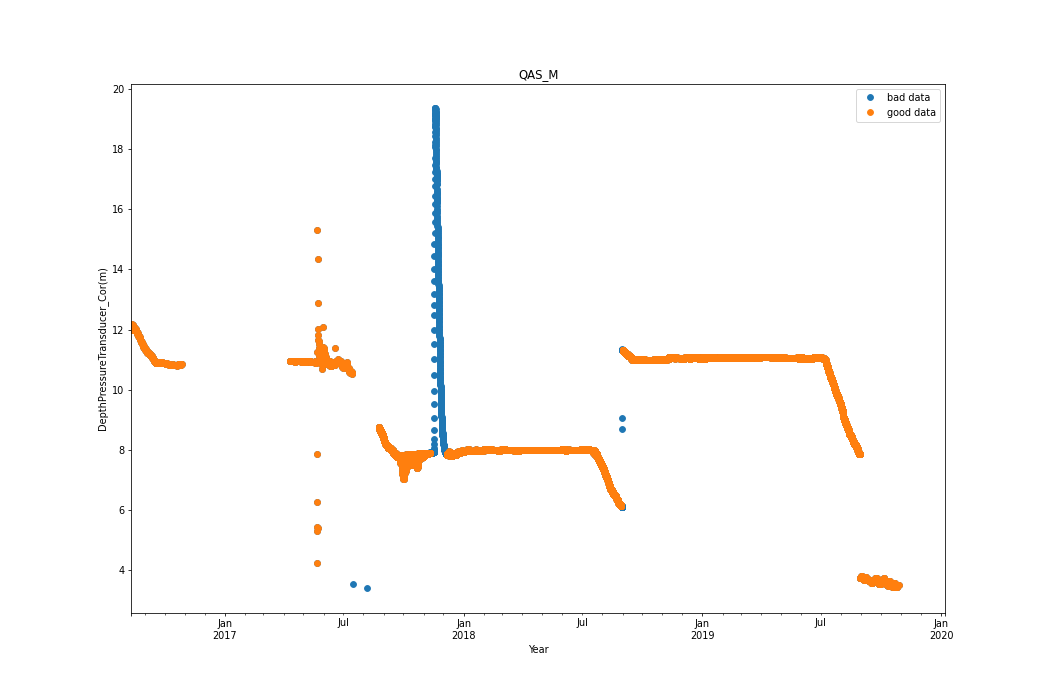 QAS_M
bad data
good data
DepthPressureTransducer_Cor(m)
20
18
16
14
12
10
8
6
4
Jan
2017
Jul
Jan
2018
Jul
Jan
2019
Jul
Jan
2020
Year